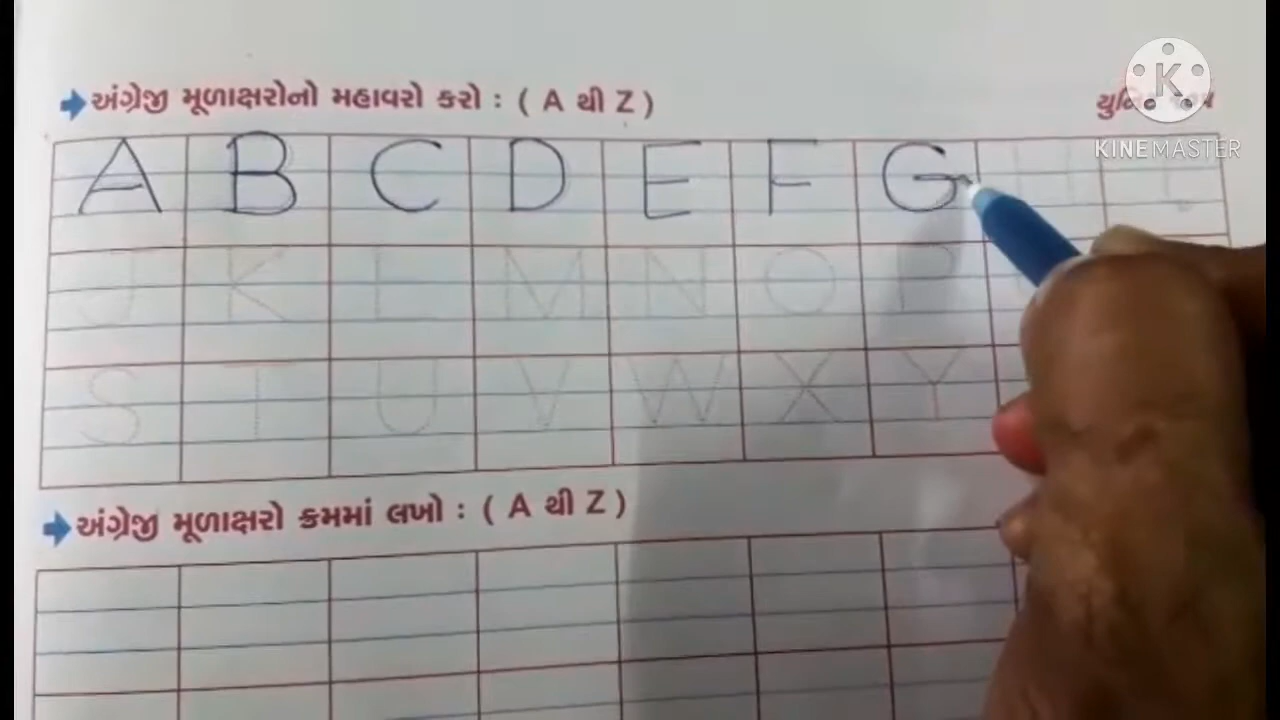 અંગ્રેજી મૂળાક્ષરોનો મહાવરો કરો : ( A થી Z )
K
KINEMASTER
A B C D E F G H I
J K L M N O P
S T U V W X Y
અંગ્રેજી મૂળાક્ષરો ક્રમમાં લખો : ( A થી Z )